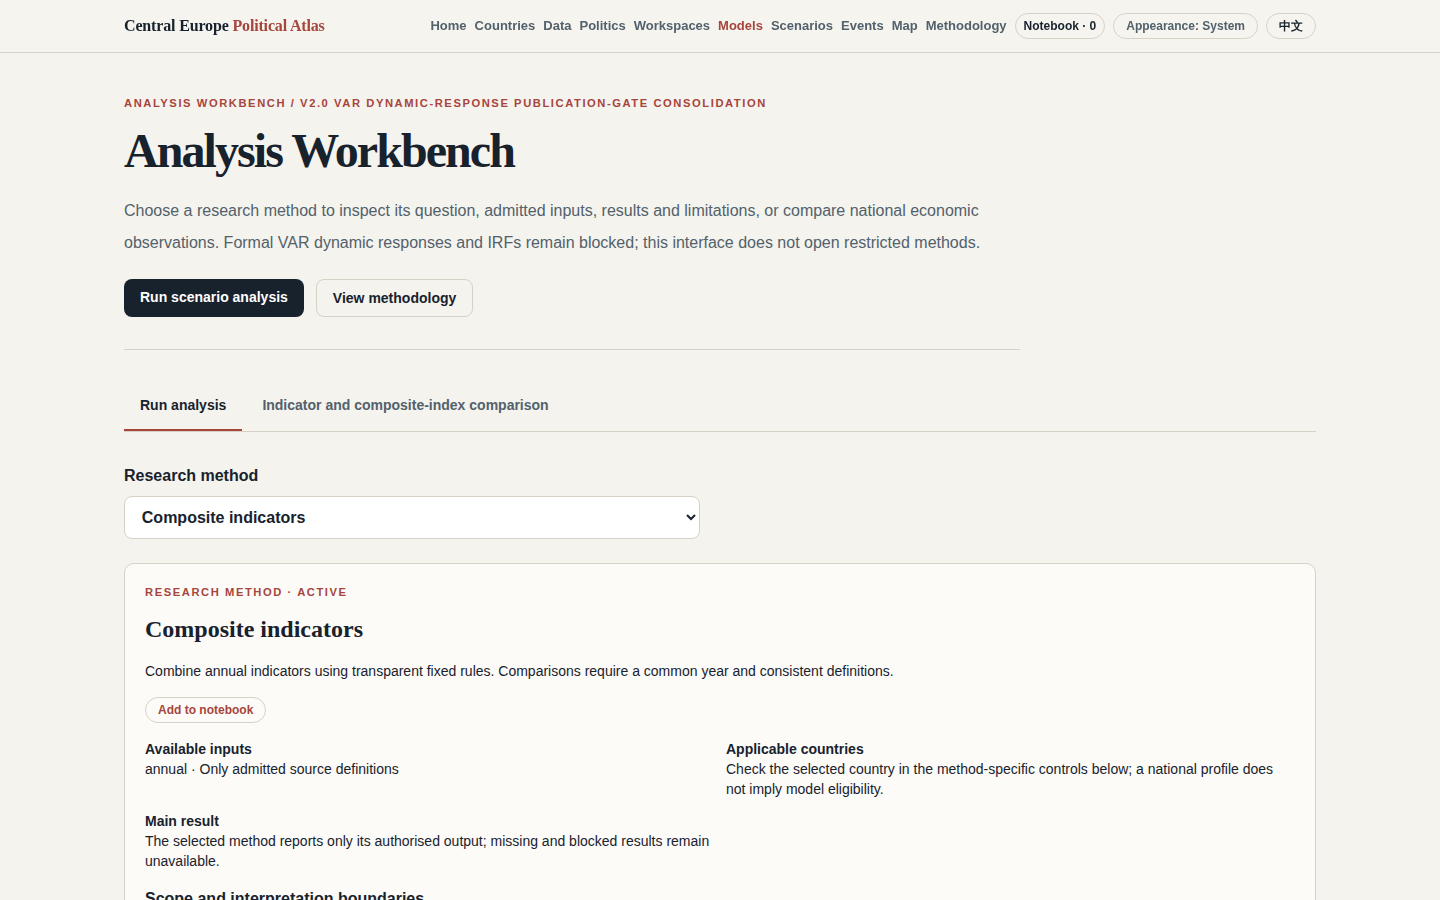 Central Europe Political Atlas
Home Countries Data Politics Workspaces Models Scenarios Events Map Methodology Notebook · 0 Appearance: System 中文
ANALYSIS WORKBENCH / V2.0 VAR DYNAMIC-RESPONSE PUBLICATION-GATE CONSOLIDATION
Analysis Workbench
Choose a research method to inspect its question, admitted inputs, results and limitations, or compare national economic
observations. Formal VAR dynamic responses and IRFs remain blocked; this interface does not open restricted methods.
Run scenario analysis View methodology
Run analysis Indicator and composite-index comparison
Research method
Composite indicators
RESEARCH METHOD · ACTIVE
Composite indicators
Combine annual indicators using transparent fixed rules. Comparisons require a common year and consistent definitions.
Add to notebook
Available inputs
annual · Only admitted source definitions
Applicable countries
Check the selected country in the method-specific controls below; a national profile does
not imply model eligibility.
Main result
The selected method reports only its authorised output; missing and blocked results remain
unavailable.
Scope and interpretation boundaries